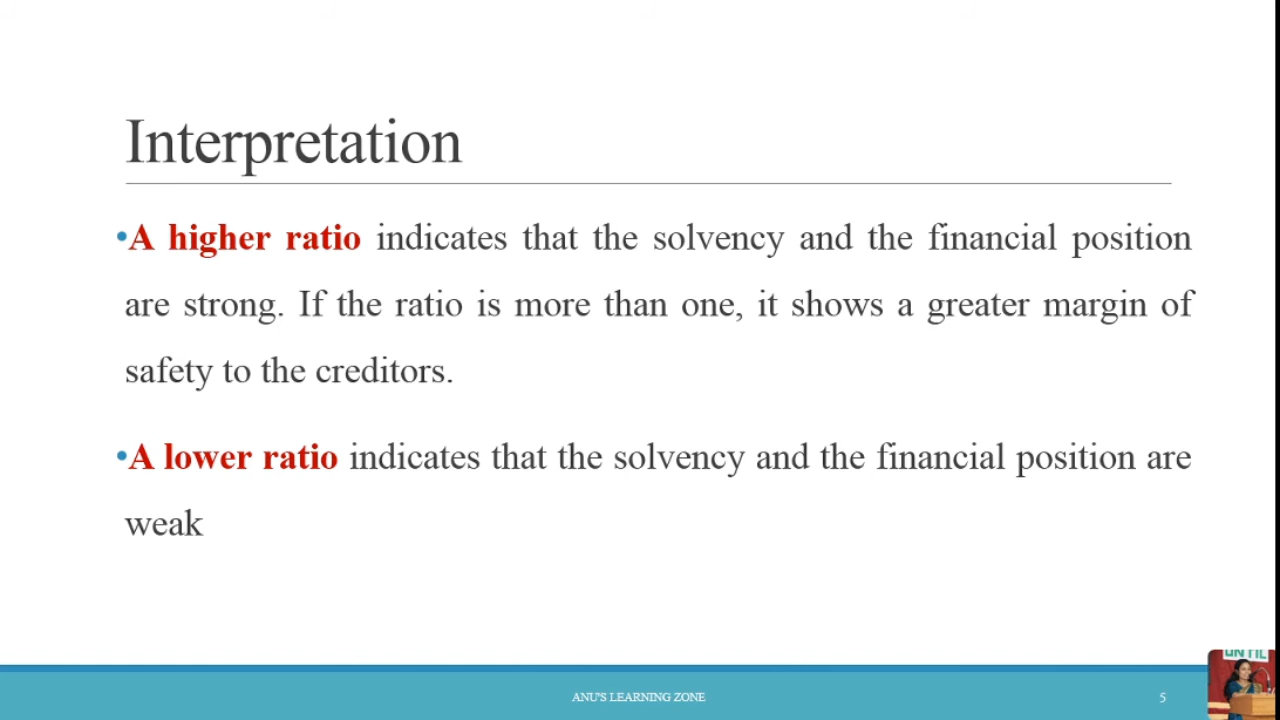 Interpretation
•A higher ratio indicates that the solvency and the financial position
are strong. If the ratio is more than one, it shows a greater margin of
safety to the creditors.
•A lower ratio indicates that the solvency and the financial position are
weak
ANU'S LEARNING ZONE
5